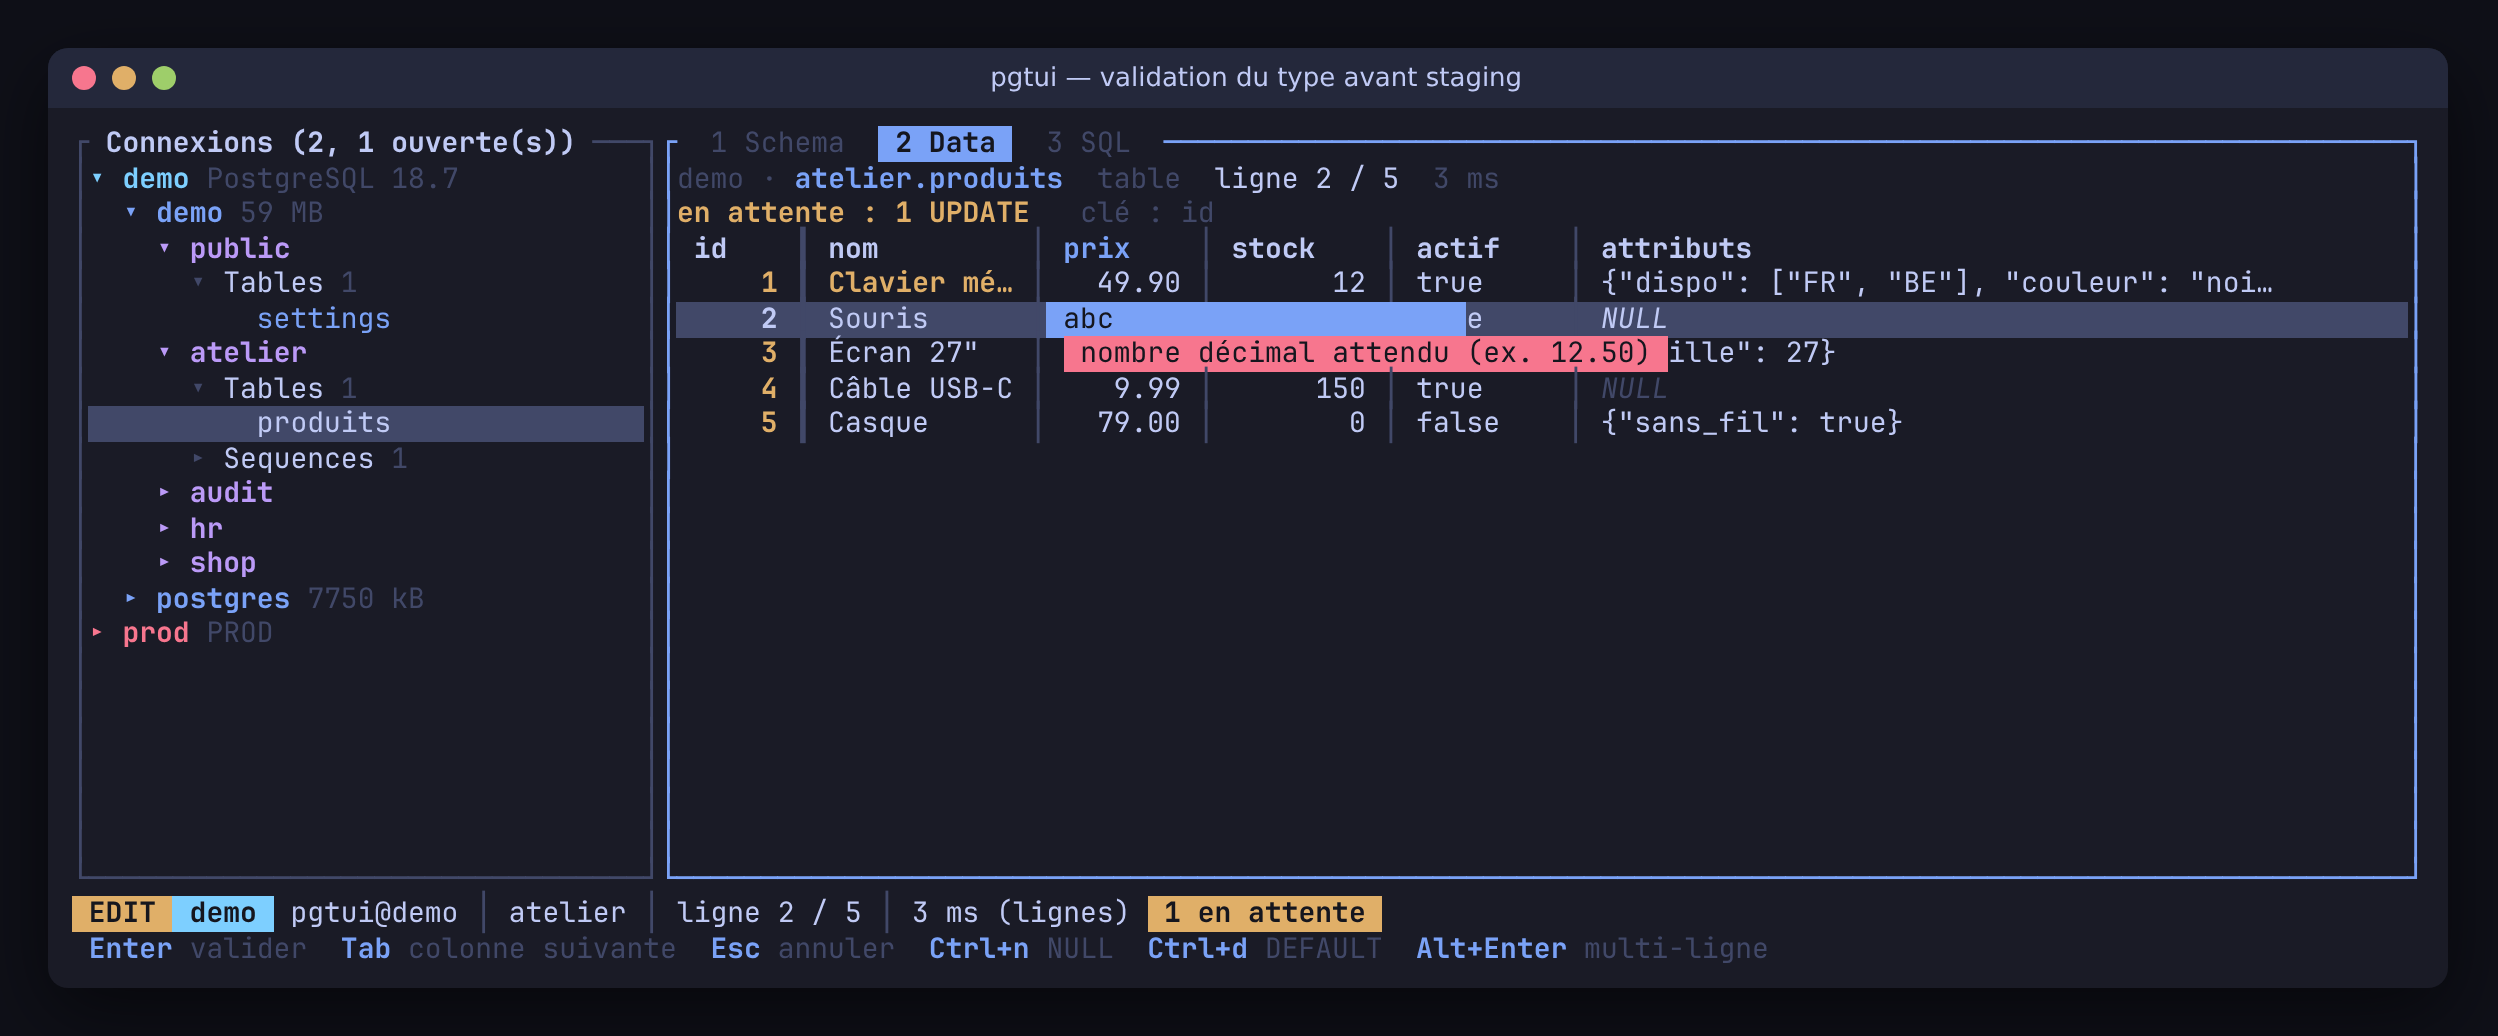 pgtui — validation du type avant staging
Connexions (2, 1 ouverte(s))
▾ demo PostgreSQL 18.7
▾ demo 59 MB
▾ public
▾ Tables 1
settings
▾ atelier
▾ Tables 1
produits
▸ Sequences 1
▸ audit
▸ hr
▸ shop
▸ postgres 7750 kB
▸ prod PROD
1 Schema 2 Data 3 SQL
demo · atelier.produits table ligne 2 / 5 3 ms
en attente : 1 UPDATE clé : id
id nom prix stock actif attributs
1 Clavier mé… 49.90 12 true {"dispo": ["FR", "BE"], "couleur": "noi…
2 Souris abc e NULL
3 Écran 27" nombre décimal attendu (ex. 12.50) ille": 27}
4 Câble USB-C 9.99 150 true NULL
5 Casque 79.00 0 false {"sans_fil": true}
EDIT demo pgtui@demo │ atelier │ ligne 2 / 5 │ 3 ms (lignes) 1 en attente
Enter valider Tab colonne suivante Esc annuler Ctrl+n NULL Ctrl+d DEFAULT Alt+Enter multi-ligne